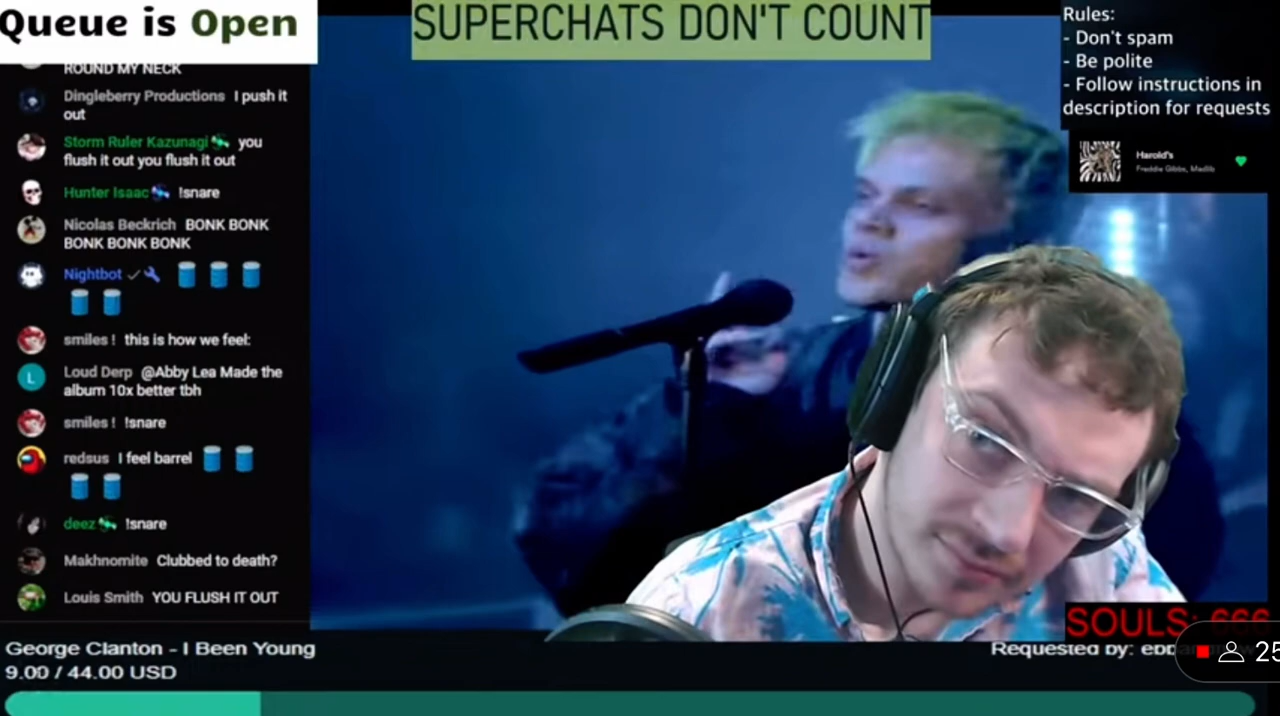 Queue is Open
SUPERCHATS DON'T COUNT
Rules:
- Don't spam
- Be polite
- Follow instructions in
description for requests
Harold's
Freddie Gibbs, Madlib
ROUND MY NECK
Dingleberry Productions I push it
out
Storm Ruler Kazunagi you
flush it out you flush it out
Hunter Isaac !snare
Nicolas Beckrich BONK BONK
BONK BONK BONK
Nightbot
smiles ! this is how we feel:
L
Loud Derp @Abby Lea Made the
album 10x better tbh
smiles ! !snare
redsus I feel barrel
deez !snare
Makhnomite Clubbed to death?
Louis Smith YOU FLUSH IT OUT
SOULS: 666
George Clanton - I Been Young
Requested by:
9.00 / 44.00 USD
25